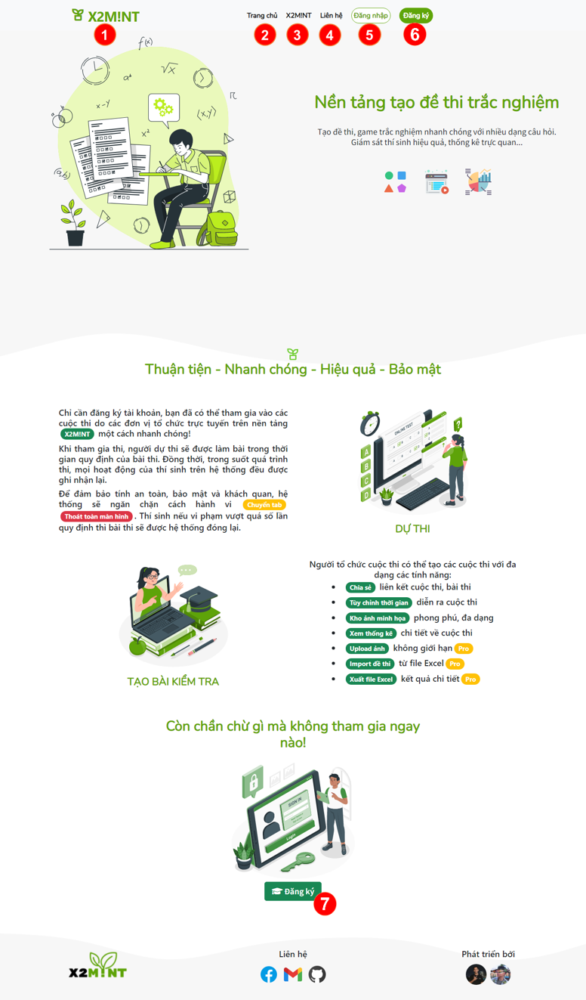 X2M!NT
Trang chủ X2M!NT Liên hệ Đăng nhập Đăng ký
1 2 3 4 5 6
f(x)
√x
a³
x-y
x²
(x,y)
(a,b)
a b
π
Nền tảng tạo đề thi trắc nghiệm
Tạo đề thi, game trắc nghiệm nhanh chóng với nhiều dạng câu hỏi.
Giám sát thí sinh hiệu quả, thống kê trực quan...
Thuận tiện - Nhanh chóng - Hiệu quả - Bảo mật
Chỉ cần đăng ký tài khoản, bạn đã có thể tham gia vào các
cuộc thi do các đơn vị tổ chức trực tuyến trên nền tảng
X2M!NT một cách nhanh chóng!
Khi tham gia thi, người dự thi sẽ được làm bài trong thời
gian quy định của bài thi. Đồng thời, trong suốt quá trình
thi, mọi hoạt động của thí sinh trên hệ thống đều được
ghi nhận lại.
Để đảm bảo tính an toàn, bảo mật và khách quan, hệ
thống sẽ ngăn chặn cách hành vi Chuyển tab
Thoát toàn màn hình . Thí sinh nếu vi phạm vượt quá số lần
quy định thì bài thi sẽ được hệ thống đóng lại.
ONLINE TEST
?
A
B
C
D
DỰ THI
TẠO BÀI KIỂM TRA
Người tổ chức cuộc thi có thể tạo các cuộc thi với đa
dạng các tính năng:
• Chia sẻ liên kết cuộc thi, bài thi
• Tùy chỉnh thời gian diễn ra cuộc thi
• Kho ảnh minh họa phong phú, đa dạng
• Xem thống kê chi tiết về cuộc thi
• Upload ảnh không giới hạn Pro
• Import đề thi từ file Excel Pro
• Xuất file Excel kết quả chi tiết Pro
Còn chần chừ gì mà không tham gia ngay
nào!
SIGN IN
Login
Đăng ký
7
X2M!NT
Liên hệ
Phát triển bởi